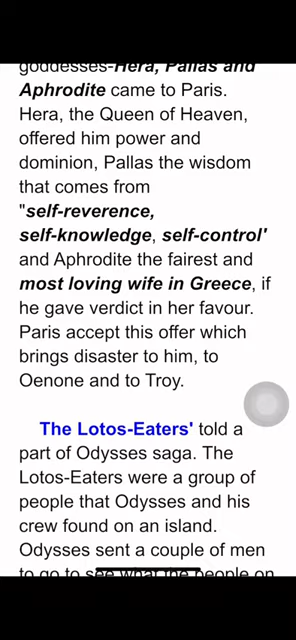 goddesses-Hera, Pallas and
Aphrodite came to Paris.
Hera, the Queen of Heaven,
offered him power and
dominion, Pallas the wisdom
that comes from
"self-reverence,
self-knowledge, self-control'
and Aphrodite the fairest and
most loving wife in Greece, if
he gave verdict in her favour.
Paris accept this offer which
brings disaster to him, to
Oenone and to Troy.
The Lotos-Eaters' told a
part of Odysses saga. The
Lotos-Eaters were a group of
people that Odysses and his
crew found on an island.
Odysses sent a couple of men
to go to see what the people on